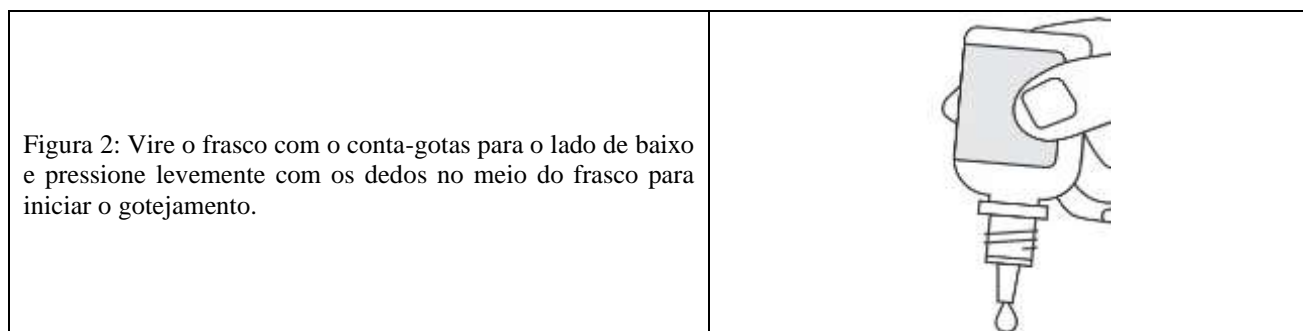 Figura 2: Vire o frasco com o conta-gotas para o lado de baixo
e pressione levemente com os dedos no meio do frasco para
iniciar o gotejamento.